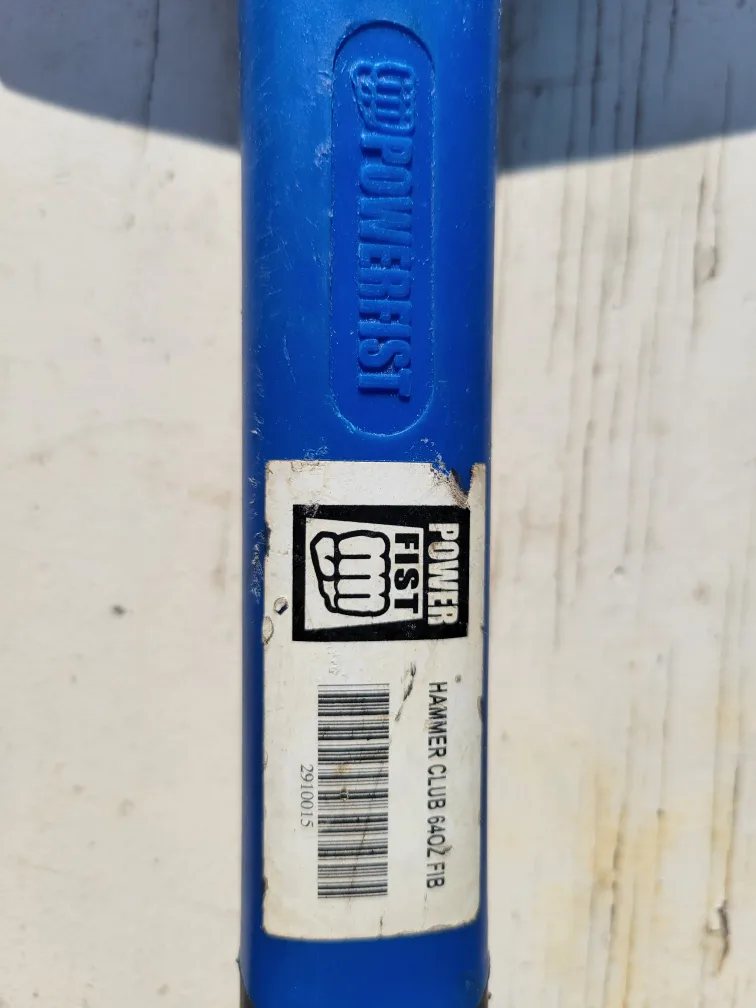 POWERFIST
POWER
FIST
HAMMER CLUB 64OZ FIB
2910015